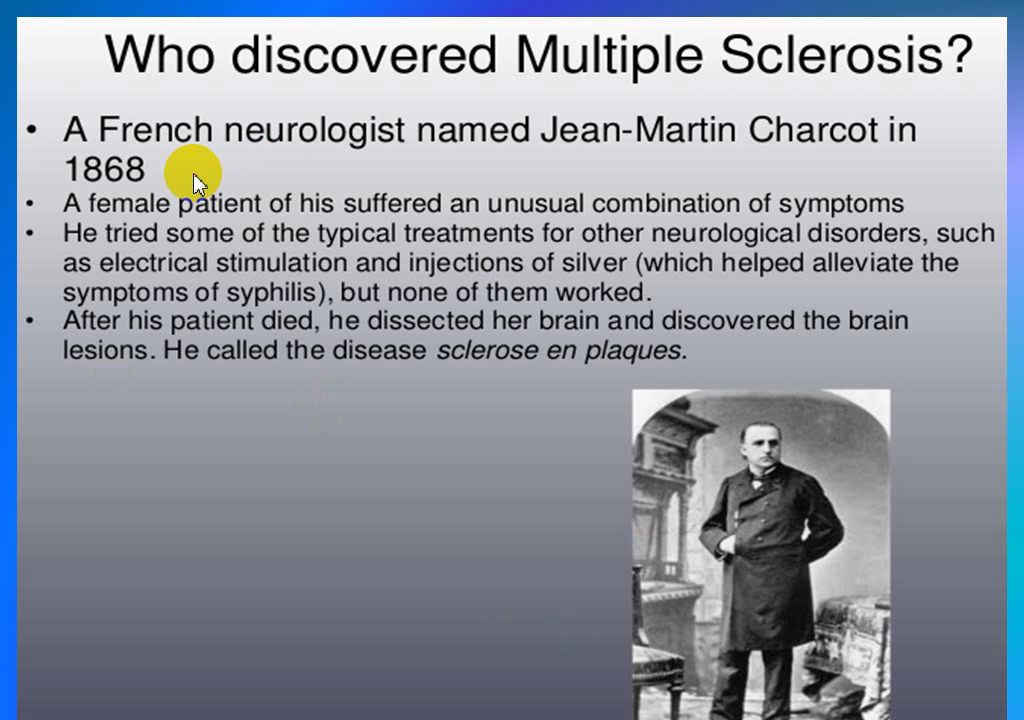 Who discovered Multiple Sclerosis?
• A French neurologist named Jean-Martin Charcot in
1868
• A female patient of his suffered an unusual combination of symptoms
• He tried some of the typical treatments for other neurological disorders, such
as electrical stimulation and injections of silver (which helped alleviate the
symptoms of syphilis), but none of them worked.
• After his patient died, he dissected her brain and discovered the brain
lesions. He called the disease sclerose en plaques.